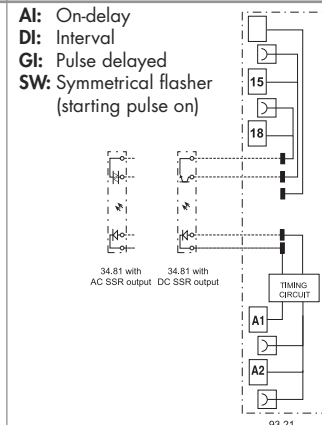 AI: On-delay
DI: Interval
GI: Pulse delayed
SW: Symmetrical flasher
(starting pulse on)
15
18
34.81 with
AC SSR output
34.81 with
DC SSR output
TIMING
CIRCUIT
A1
A2
93.21